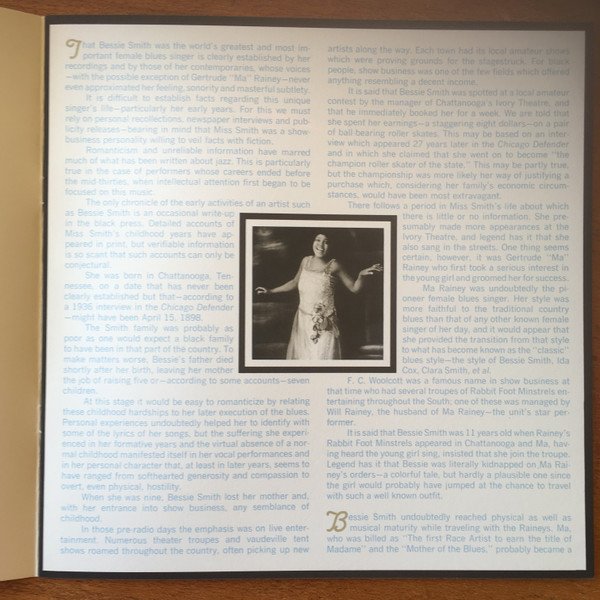 That Bessie Smith was the world's greatest and most im-
portant female blues singer is clearly established by her
recordings and by those of her contemporaries, whose voices
—with the possible exception of Gertrude "Ma" Rainey—never
even approximated her feeling, sonority and masterful subtlety.
It is difficult to establish facts regarding this unique
singer's life—particularly her early years. For this we must
rely on personal recollections, newspaper interviews and pub-
licity releases—bearing in mind that Miss Smith was a show-
business personality willing to veil facts with fiction.
Romanticism and unreliable information have marred
much of what has been written about jazz. This is particularly
true in the case of performers whose careers ended before
the mid-thirties, when intellectual attention first began to be
focused on this music.
The only chronicle of the early activities of an artist such
as Bessie Smith is an occasional write-up
in the black press. Detailed accounts of
Miss Smith's childhood years have ap-
peared in print, but verifiable information
is so scant that such accounts can only be
conjectural.
She was born in Chattanooga, Ten-
nessee, on a date that has never been
clearly established but that—according to
a 1936 interview in the Chicago Defender
—might have been April 15, 1898.
The Smith family was probably as
poor as one would expect a black family
to have been in that part of the country. To
make matters worse, Bessie's father died
shortly after her birth, leaving her mother
the job of raising five or—according to some accounts—seven
children.
At this stage it would be easy to romanticize by relating
these childhood hardships to her later execution of the blues.
Personal experiences undoubtedly helped her to identify with
some of the lyrics of her songs, but the suffering she experi-
enced in her formative years and the virtual absence of a nor-
mal childhood manifested itself in her vocal performances and
in her personal character that, at least in later years, seems to
have ranged from softhearted generosity and compassion to
overt, even physical, hostility.
When she was nine, Bessie Smith lost her mother and,
with her entrance into show business, any semblance of
childhood.
In those pre-radio days the emphasis was on live enter-
tainment. Numerous theater troupes and vaudeville tent
shows roamed throughout the country, often picking up new
artists along the way. Each town had its local amateur shows
which were proving grounds for the stagestruck. For black
people, show business was one of the few fields which offered
anything resembling a decent income.
It is said that Bessie Smith was spotted at a local amateur
contest by the manager of Chattanooga's Ivory Theatre, and
that he immediately booked her for a week. We are told that
she spent her earnings—a staggering eight dollars—on a pair
of ball bearing roller skates. This may be based on an inter-
view which appeared 27 years later in the Chicago Defender
and in which she claimed that she went on to become "the
champion roller skater of the state." This may be partly true,
but the championship was more likely her way of justifying a
purchase which, considering her family's economic circum-
stances, would have been most extravagant.
There follows a period in Miss Smith's life about which
there is little or no information. She pre-
sumably made more appearances at the
Ivory Theatre, and legend has it that she
also sang in the streets. One thing seems
certain, however, it was Gertrude "Ma"
Rainey who first took a serious interest in
the young girl and groomed her for success.
Ma Rainey was undoubtedly the pi-
oneer female blues singer. Her style was
more faithful to the traditional country
blues than that of any other known female
singer of her day, and it would appear that
she provided the transition from that style
to what has become known as the "classic"
blues style—the style of Bessie Smith, Ida
Cox, Clara Smith, et al.
F. C. Woolcott was a famous name in show business at
that time who had several troupes of Rabbit Foot Minstrels en-
tertaining throughout the South; one of these was managed by
Will Rainey, the husband of Ma Rainey—the unit's star per-
former.
It is said that Bessie Smith was 11 years old when Rainey's
Rabbit Foot Minstrels appeared in Chattanooga and Ma, hav-
ing heard the young girl sing, insisted that she join the troupe.
Legend has it that Bessie was literally kidnapped on Ma Rai-
ney's orders—a colorful tale, but hardly a plausible one since
the girl would probably have jumped at the chance to travel
with such a well known outfit.
Bessie Smith undoubtedly reached physical as well as
musical maturity while traveling with the Raineys. Ma,
who was billed as "The first Race Artist to earn the title of
Madame" and the "Mother of the Blues," probably became a